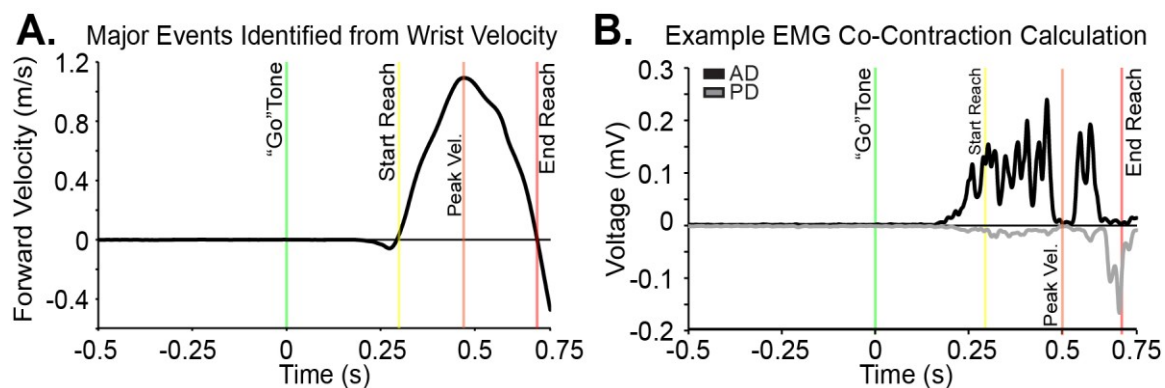 A. Major Events Identified from Wrist Velocity
Forward Velocity (m/s)
1.2
0.8
0.4
0
-0.4
"Go"Tone
Start Reach
Peak Vel.
End Reach
-0.5
-0.25
0
0.25
0.5
0.75
Time (s)
B. Example EMG Co-Contraction Calculation
AD
PD
Voltage (mV)
0.3
0.2
0.1
0
-0.1
-0.2
"Go"Tone
Start Reach
Peak Vel.
End Reach
-0.5
-0.25
0
0.25
0.5
0.75
Time (s)